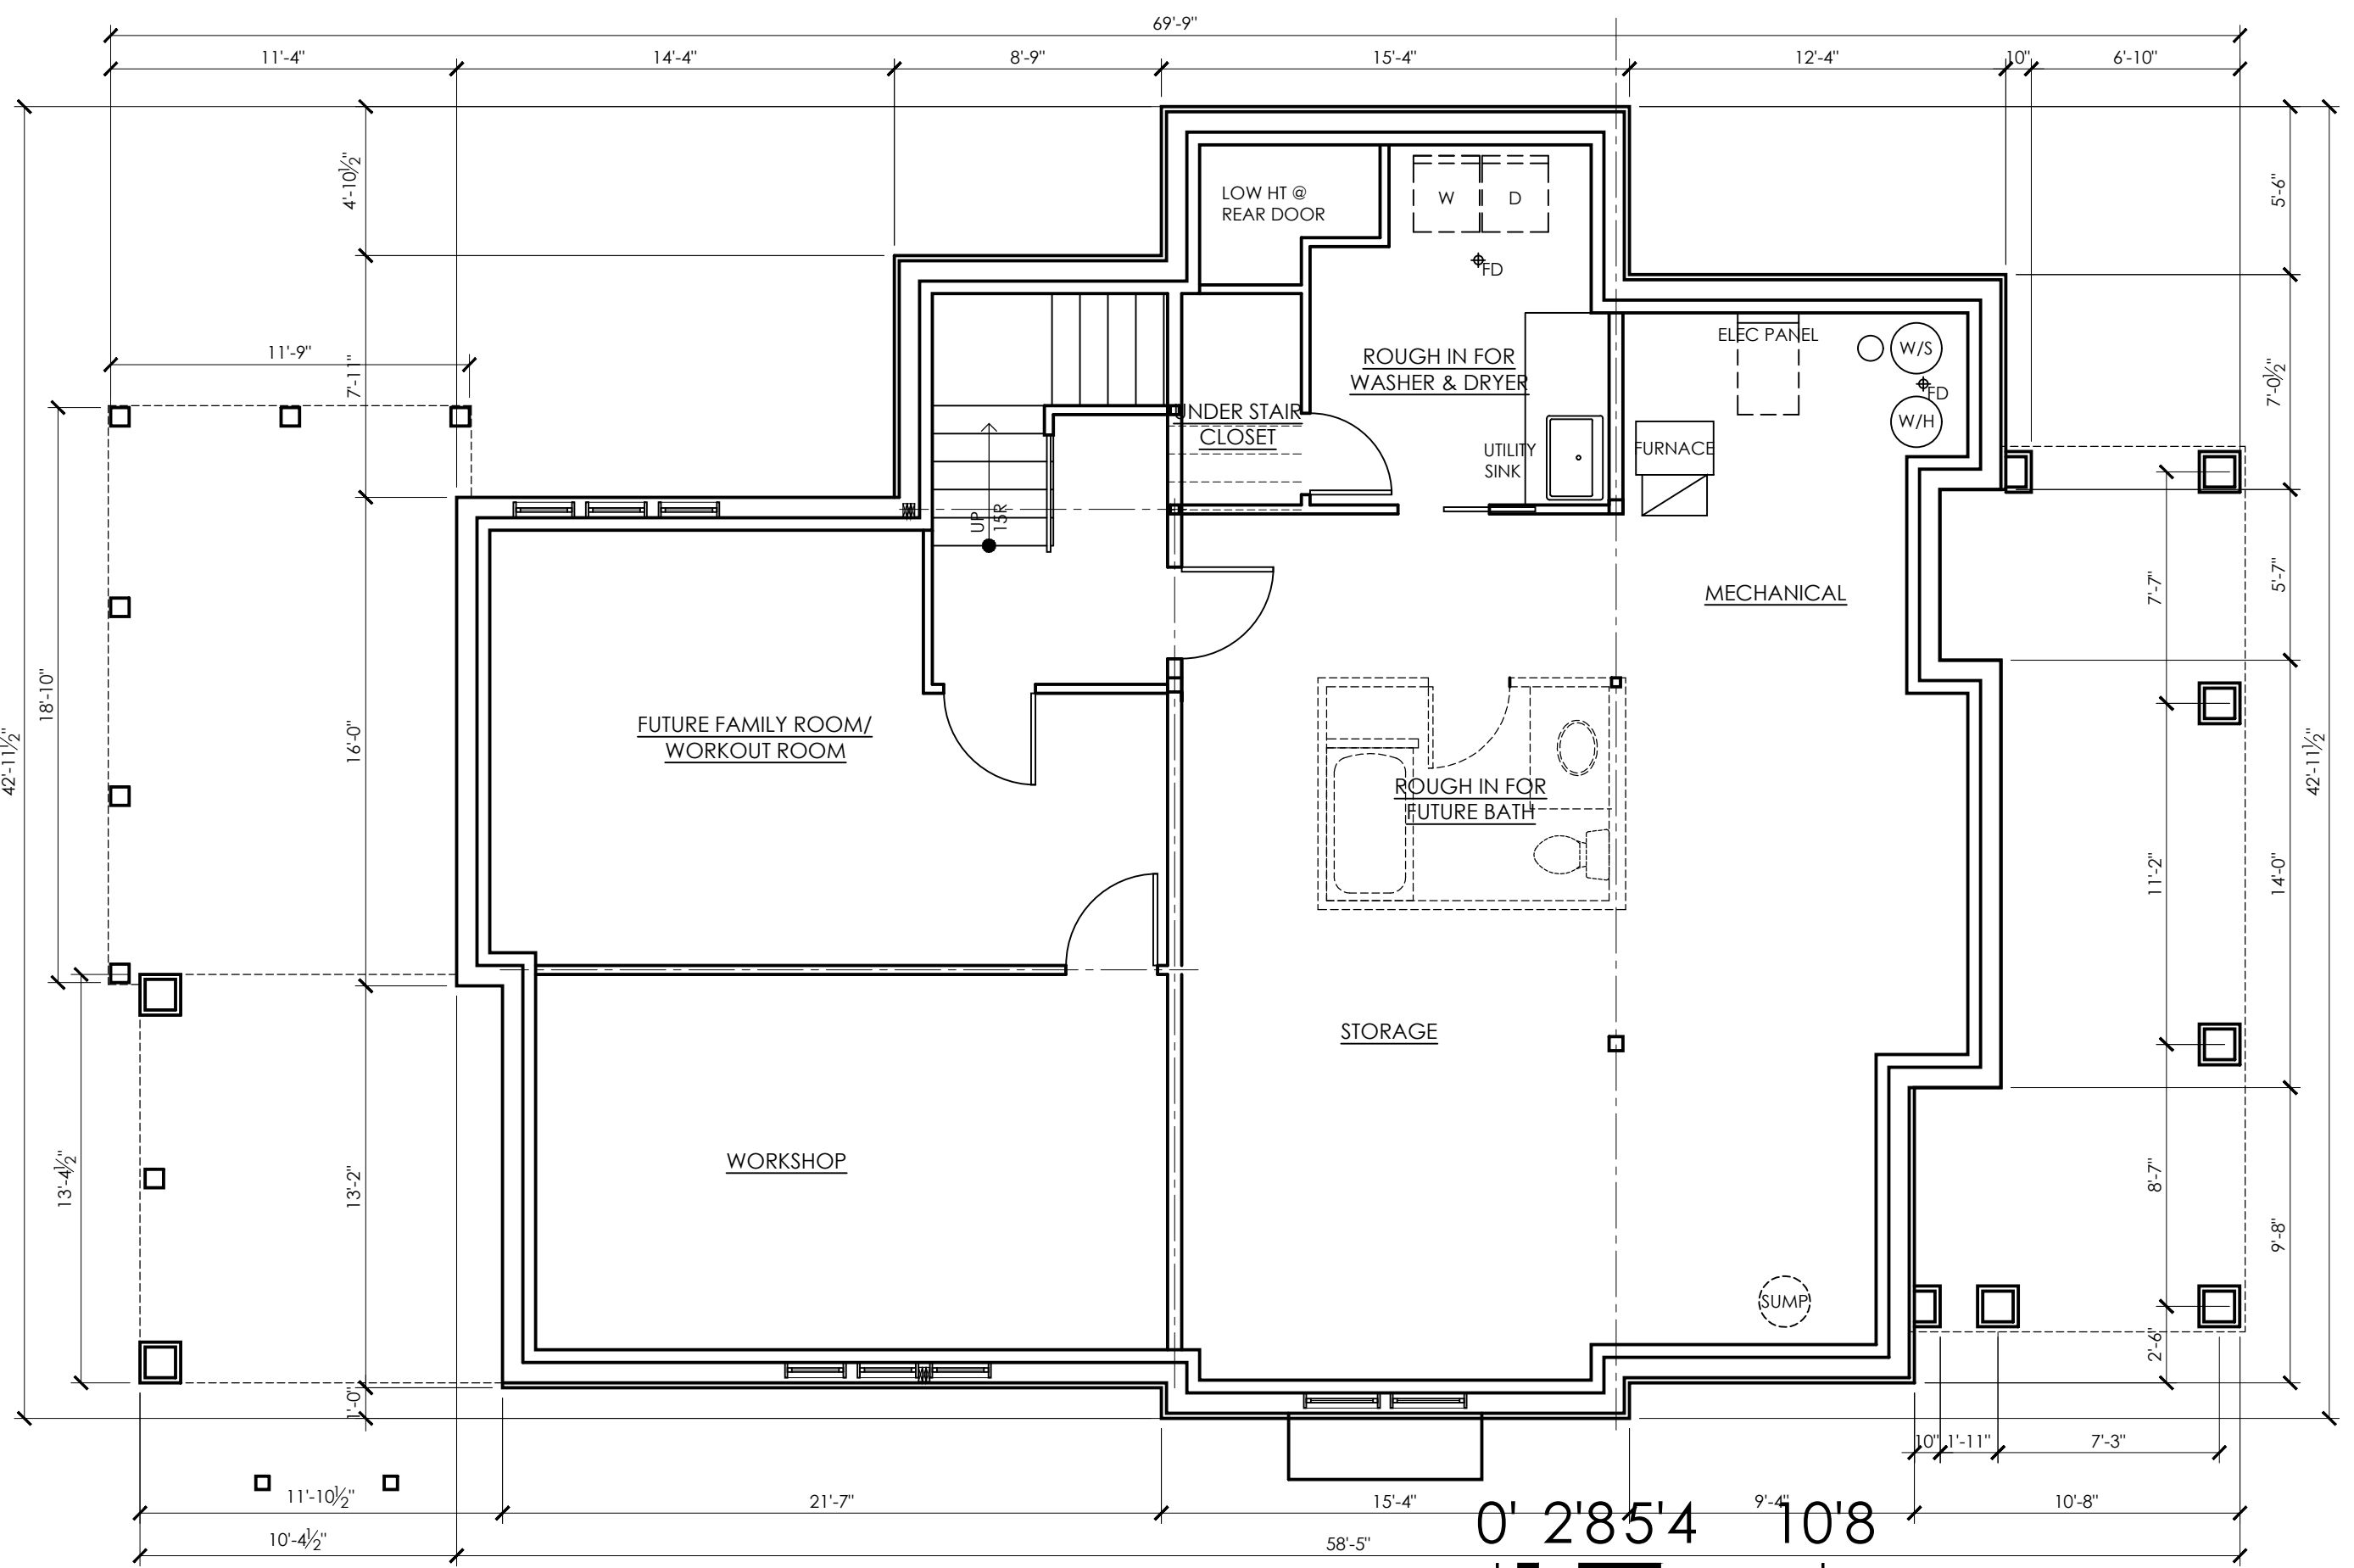 69'-9"
11'-4"
14'-4"
8'-9"
15'-4"
12'-4"
10"
6'-10"
4'-10½"
5'-6"
LOW HT @
REAR DOOR
W
D
FD
11'-9"
7'-11"
ROUGH IN FOR
WASHER & DRYER
ELEC PANEL
W/S
FD
W/H
7'-0½"
UNDER STAIR
CLOSET
UTILITY
SINK
FURNACE
UP
15R
MECHANICAL
7'-7"
5'-7"
18'-10"
42'-11½"
16'-0"
FUTURE FAMILY ROOM/
WORKOUT ROOM
ROUGH IN FOR
FUTURE BATH
11'-2"
14'-0"
42'-11½"
STORAGE
WORKSHOP
13'-4½"
13'-2"
8'-7"
9'-8"
SUMP
2'-6"
1'-0"
10"
1'-11"
7'-3"
11'-10½"
21'-7"
15'-4"
9'-4"
10'-8"
0' 2'8 5'4 10'8
10'-4½"
58'-5"